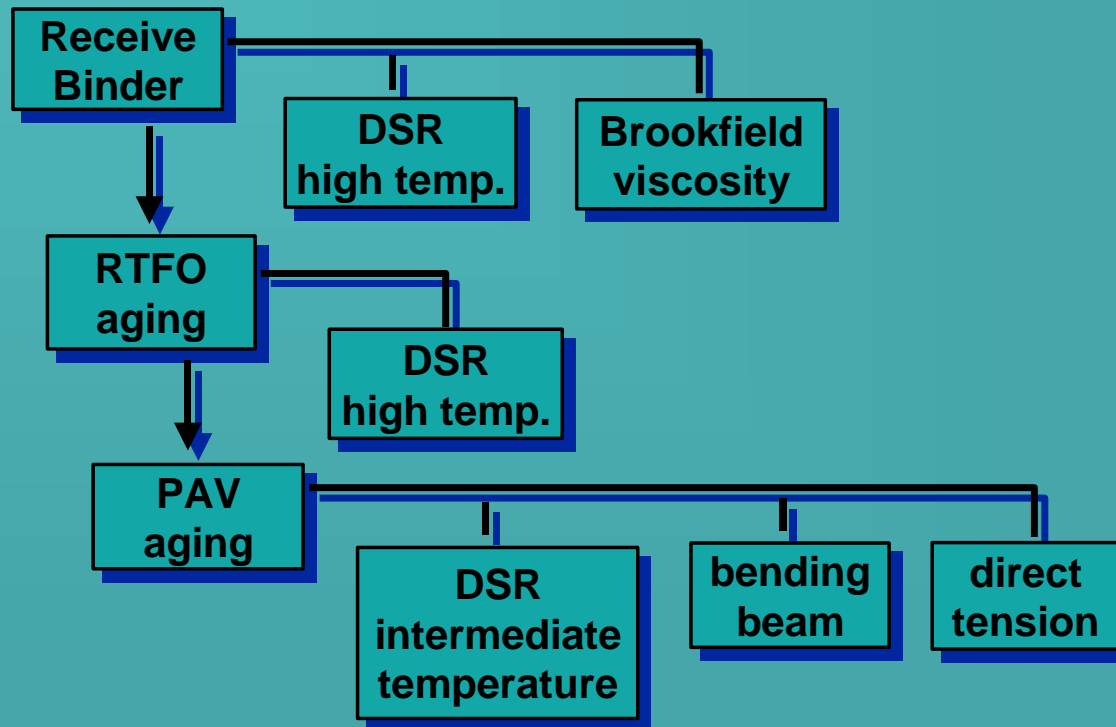 Receive
Binder
DSR
high temp.
Brookfield
viscosity
RTFO
aging
DSR
high temp.
PAV
aging
DSR
intermediate
temperature
bending
beam
direct
tension